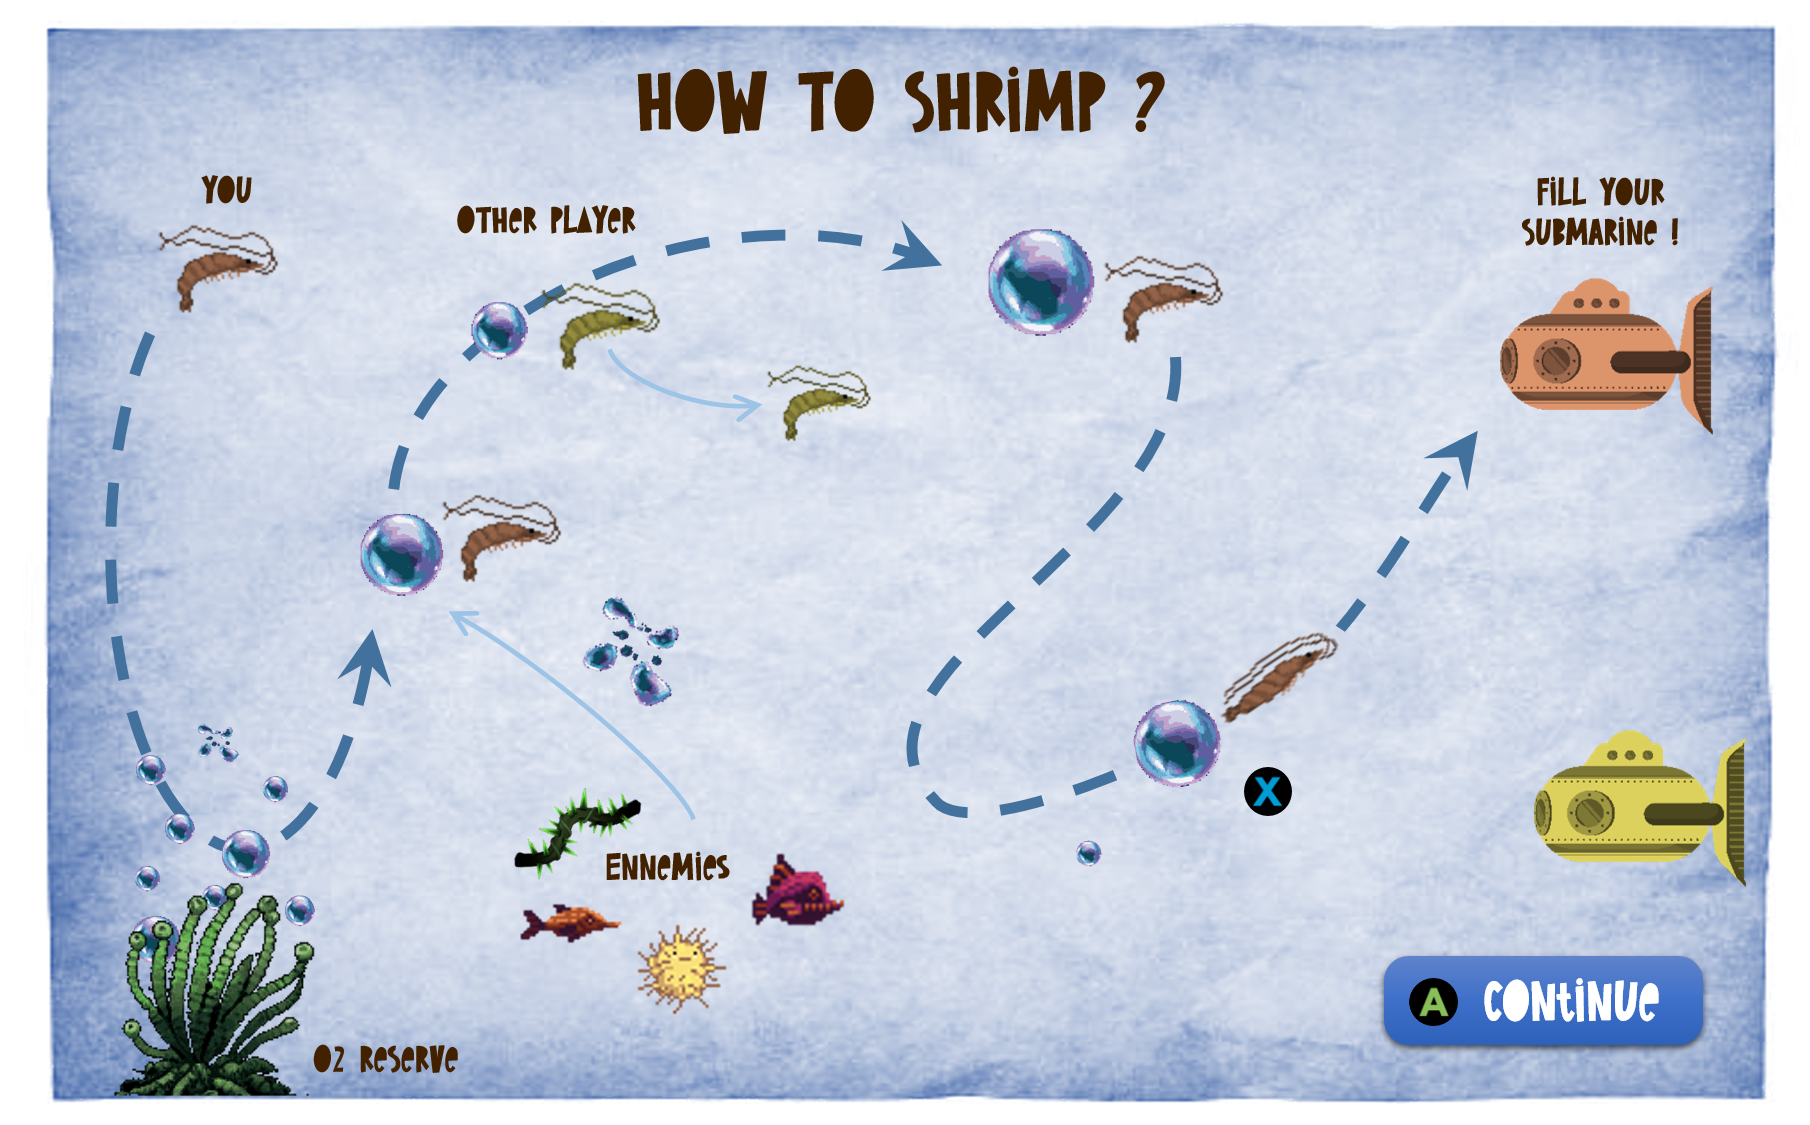 HOW TO SHRiMP ?
YOU
OTHeR PLAYeR
FiLL YOUR
SUBMARiNe !
X
ENNeMiES
A CONtiNUe
O2 ReSeRVe